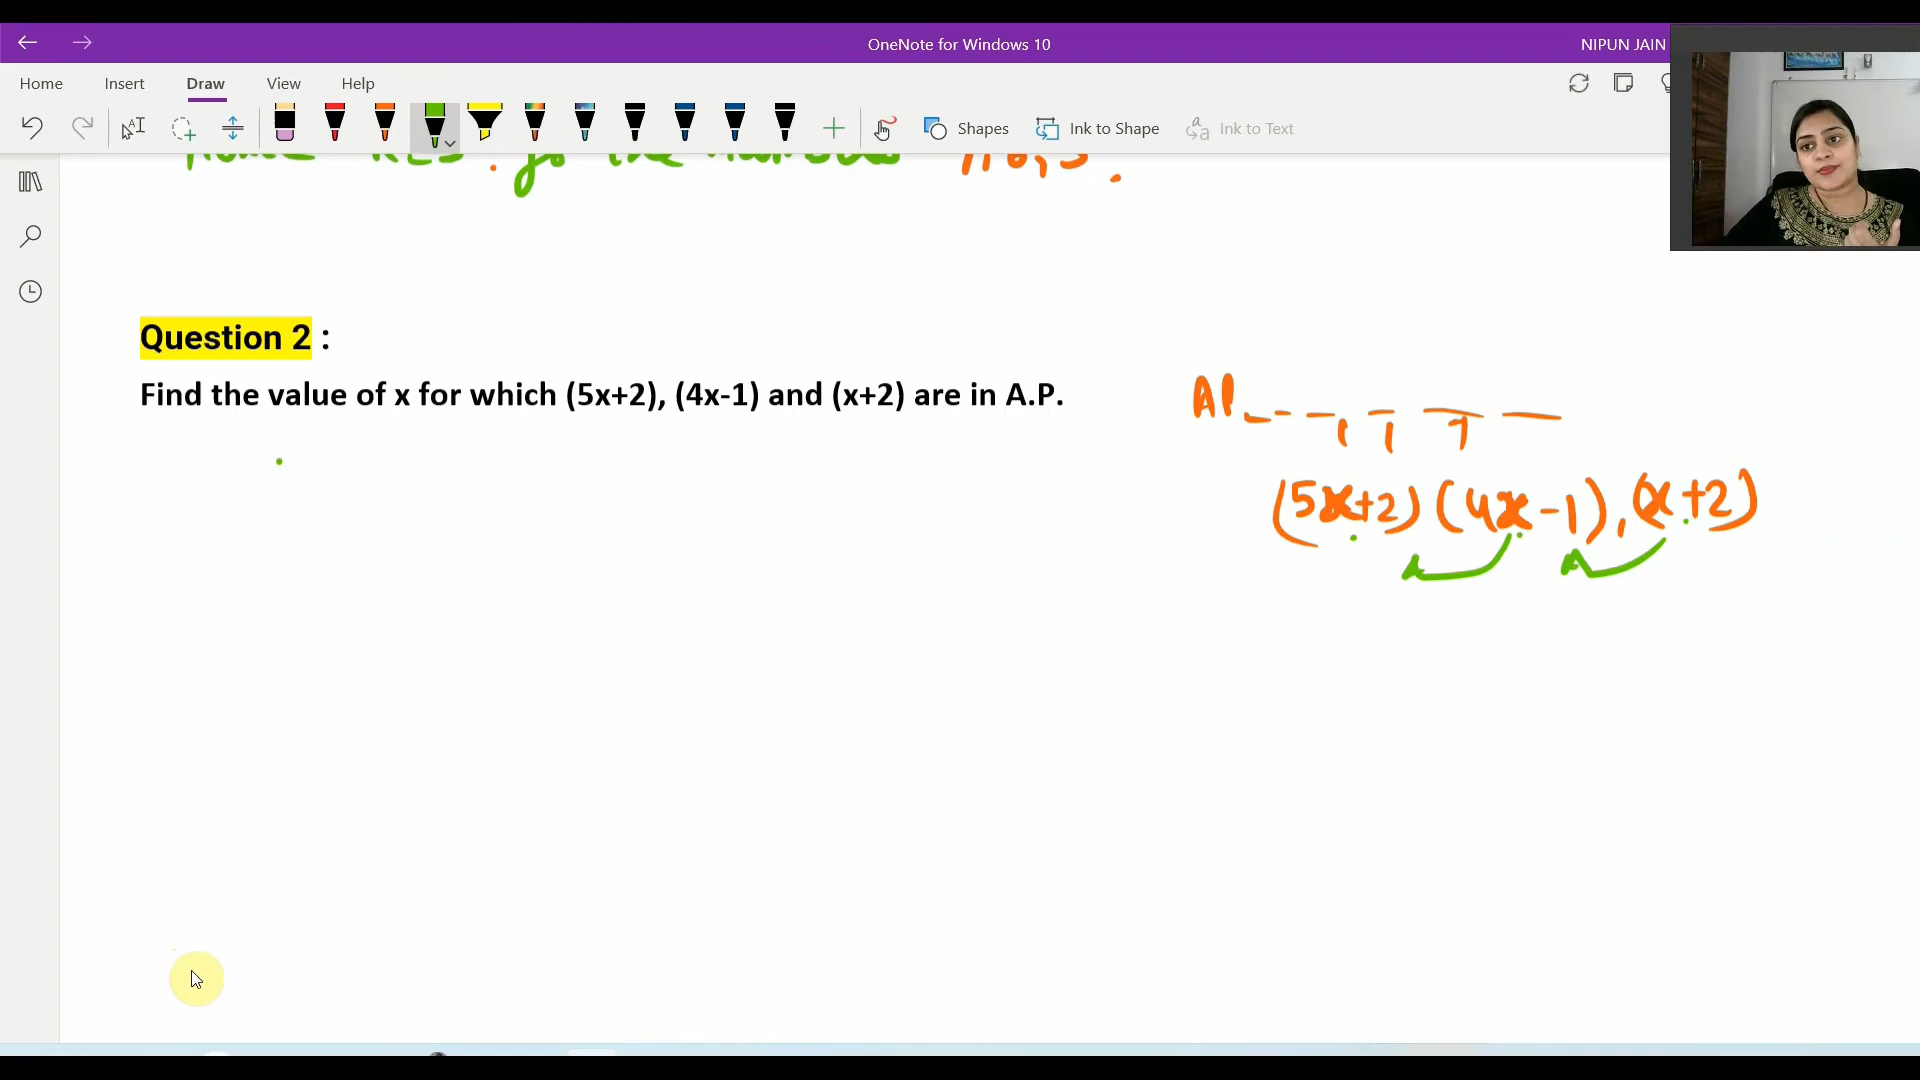 OneNote for Windows 10
NIPUN JAIN
Home Insert Draw View Help
Shapes Ink to Shape Ink to Text
Question 2 :
Find the value of x for which (5x+2), (4x-1) and (x+2) are in A.P.
AP
(5x+2) (4x-1), (x+2)